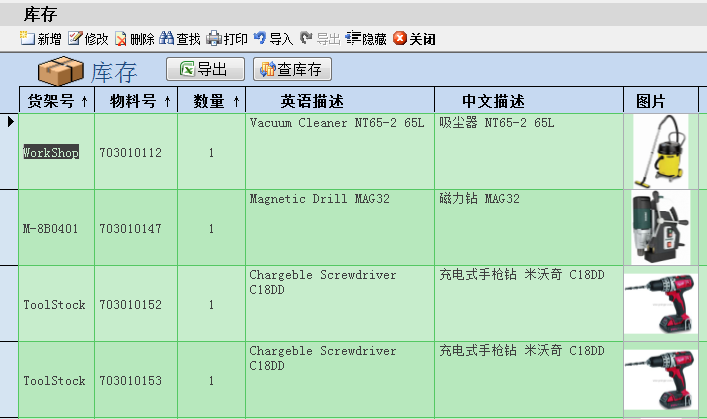 库存
新增 修改 删除 查找 打印 导入 导出 隐藏 关闭
库存 导出 查库存
货架号 ↑ 物料号 ↑ 数量 ↑ 英语描述 中文描述 图片
WorkShop 703010112 1 Vacuum Cleaner NT65-2 65L 吸尘器 NT65-2 65L
M-8B0401 703010147 1 Magnetic Drill MAG32 磁力钻 MAG32
ToolStock 703010152 1 Chargeble Screwdriver 充电式手枪钻 米沃奇 C18DD
C18DD
ToolStock 703010153 1 Chargeble Screwdriver 充电式手枪钻 米沃奇 C18DD
C18DD